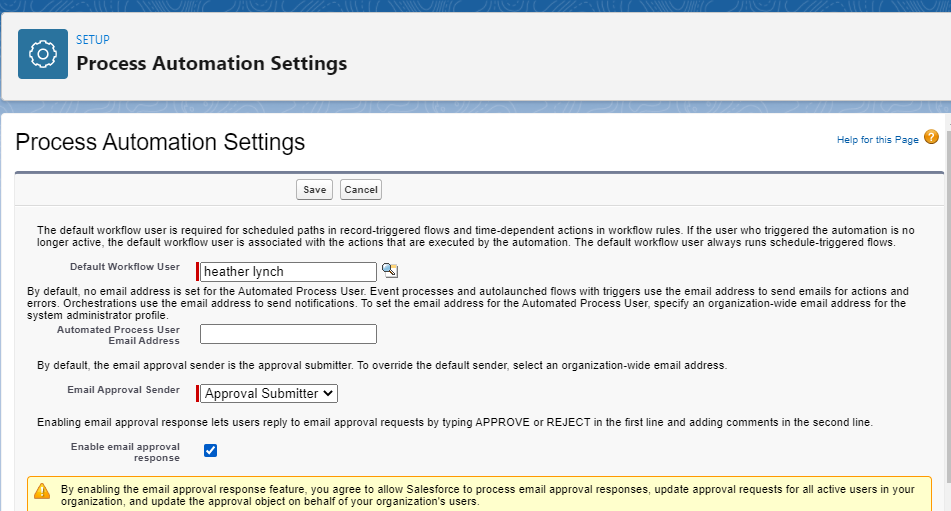 SETUP
Process Automation Settings
Process Automation Settings
Help for this Page ?
Save Cancel
The default workflow user is required for scheduled paths in record-triggered flows and time-dependent actions in workflow rules. If the user who triggered the automation is no
longer active, the default workflow user is associated with the actions that are executed by the automation. The default workflow user always runs schedule-triggered flows.
Default Workflow User heather lynch
By default, no email address is set for the Automated Process User. Event processes and autolaunched flows with triggers use the email address to send emails for actions and
errors. Orchestrations use the email address to send notifications. To set the email address for the Automated Process User, specify an organization-wide email address for the
system administrator profile.
Automated Process User
Email Address
By default, the email approval sender is the approval submitter. To override the default sender, select an organization-wide email address.
Email Approval Sender Approval Submitter
Enabling email approval response lets users reply to email approval requests by typing APPROVE or REJECT in the first line and adding comments in the second line.
Enable email approval
response
By enabling the email approval response feature, you agree to allow Salesforce to process email approval responses, update approval requests for all active users in your
organization, and update the approval object on behalf of your organization's users.